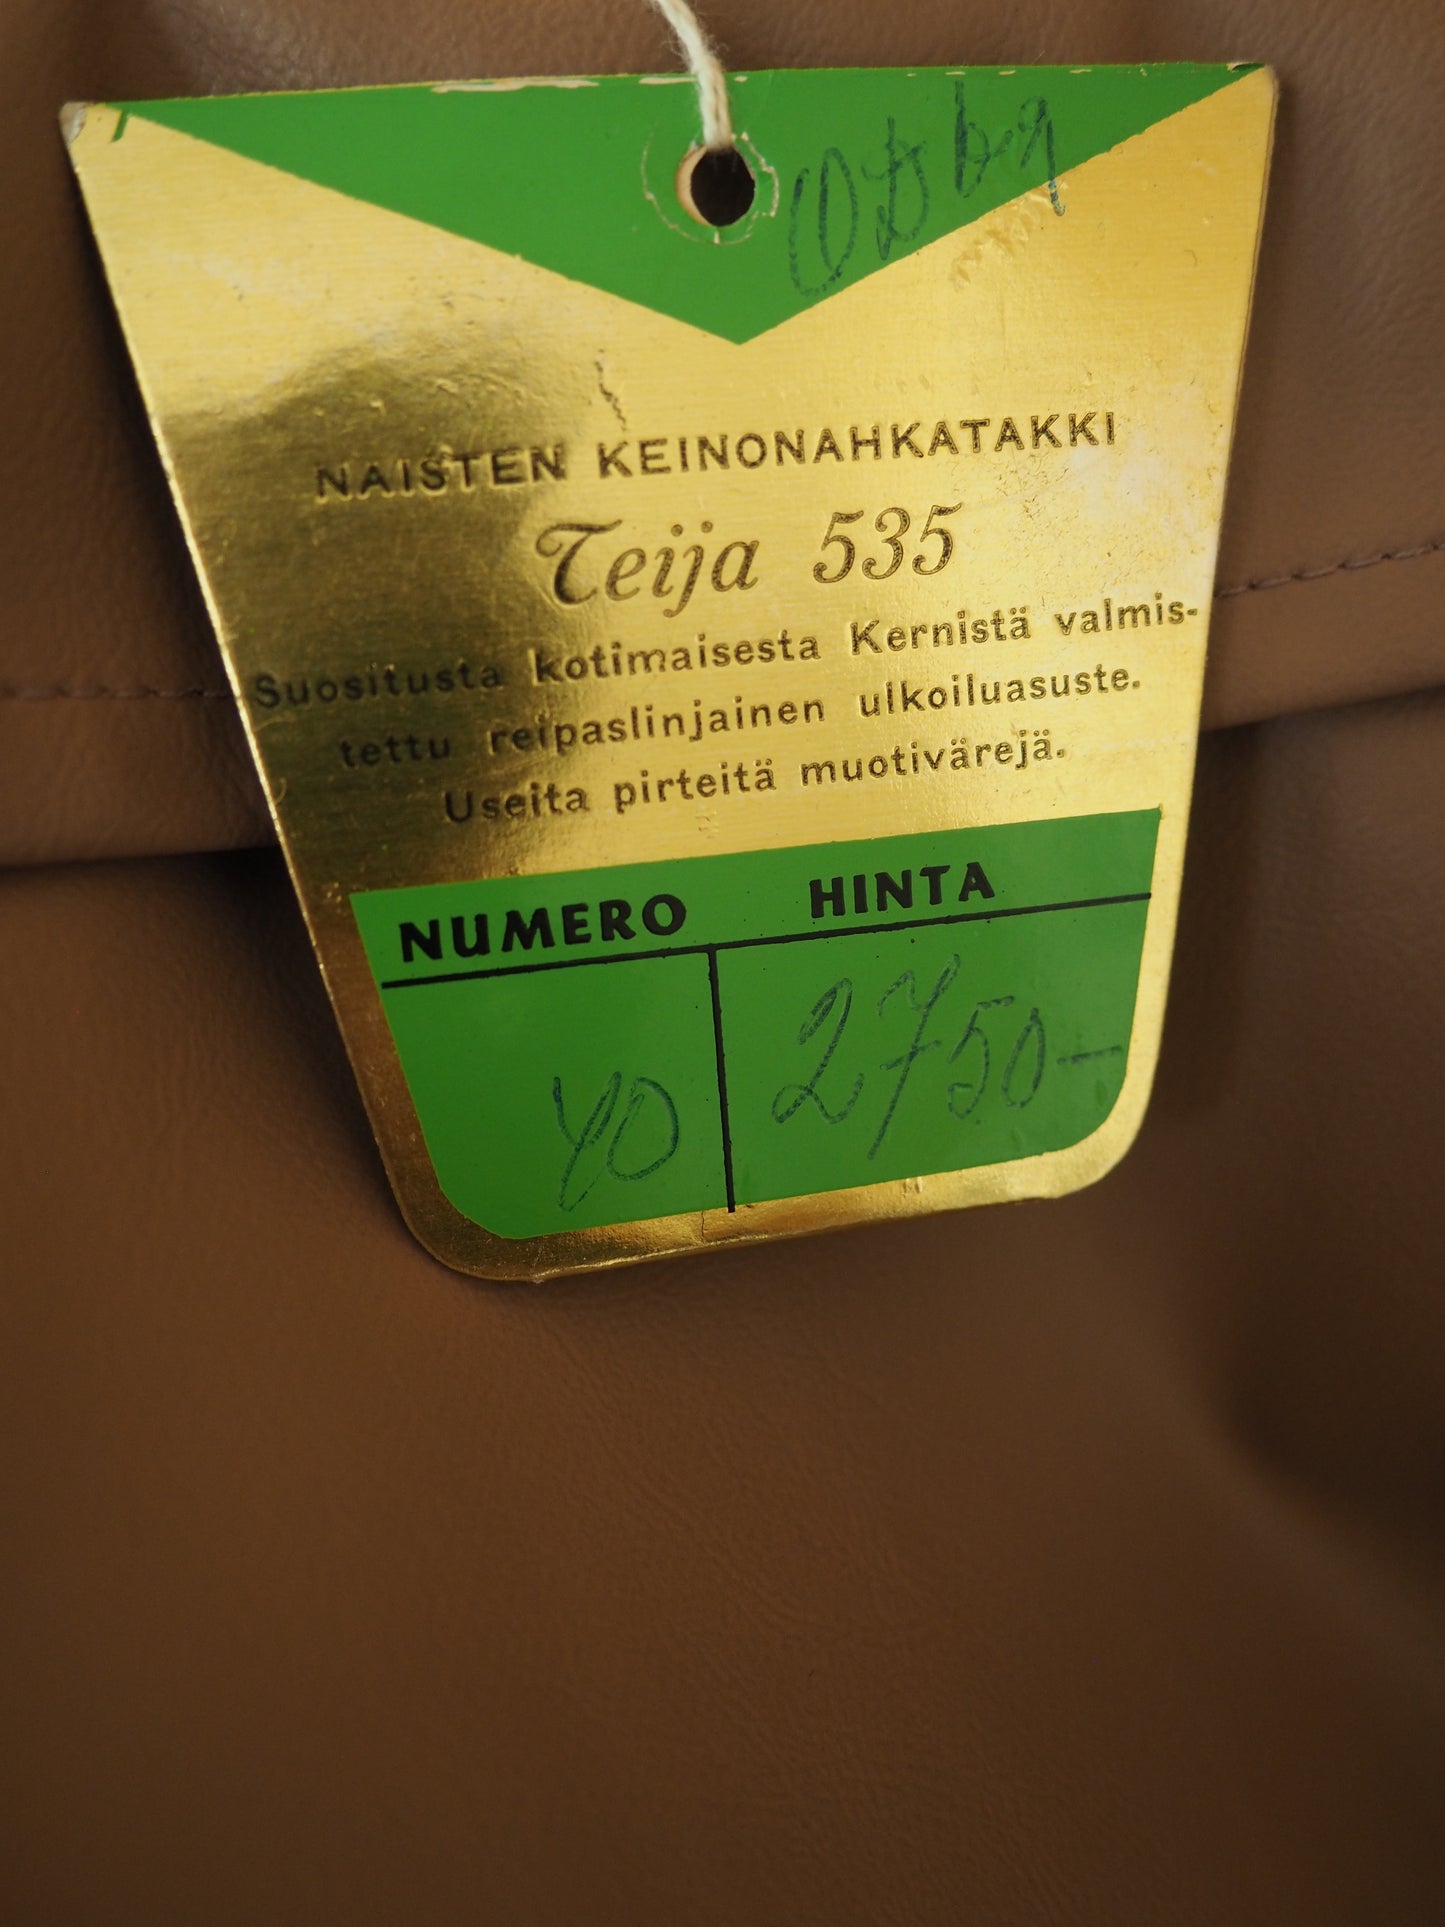 NAISTEN KEINONAHKATAKKI
Teija 535
Suositusta kotimaisesta Kernistä valmis-
tettu reipaslinjainen ulkoiluasuste.
Useita pirteitä muotivärejä.
NUMERO HINTA
40 2750-